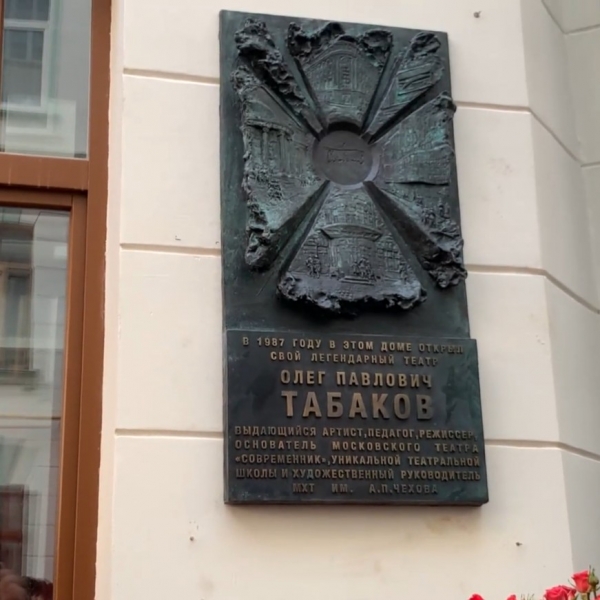 В 1987 ГОДУ В ЭТОМ ДОМЕ ОТКРЫЛ
СВОЙ ЛЕГЕНДАРНЫЙ ТЕАТР
ОЛЕГ ПАВЛОВИЧ
ТАБАКОВ
ВЫДАЮЩИЙСЯ АРТИСТ, ПЕДАГОГ, РЕЖИССЕР,
ОСНОВАТЕЛЬ МОСКОВСКОГО ТЕАТРА
«СОВРЕМЕННИК», УНИКАЛЬНОЙ ТЕАТРАЛЬНОЙ
ШКОЛЫ И ХУДОЖЕСТВЕННЫЙ РУКОВОДИТЕЛЬ
МХТ ИМ. А.П.ЧЕХОВА